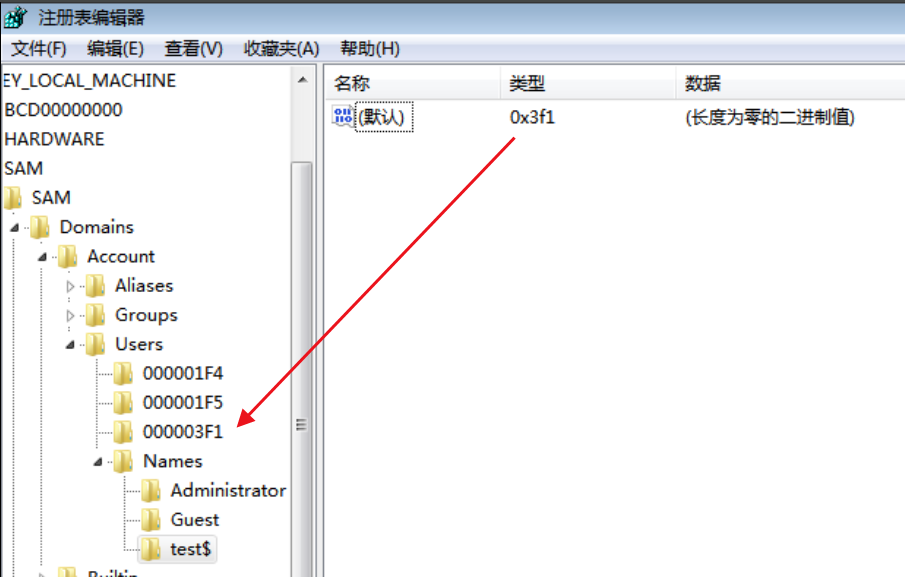 注册表编辑器
文件(F) 编辑(E) 查看(V) 收藏夹(A) 帮助(H)
EY_LOCAL_MACHINE
BCD00000000
HARDWARE
SAM
SAM
Domains
Account
Aliases
Groups
Users
000001F4
000001F5
000003F1
Names
Administrator
Guest
test$
Builtin
名称 类型 数据
(默认) 0x3f1 (长度为零的二进制值)